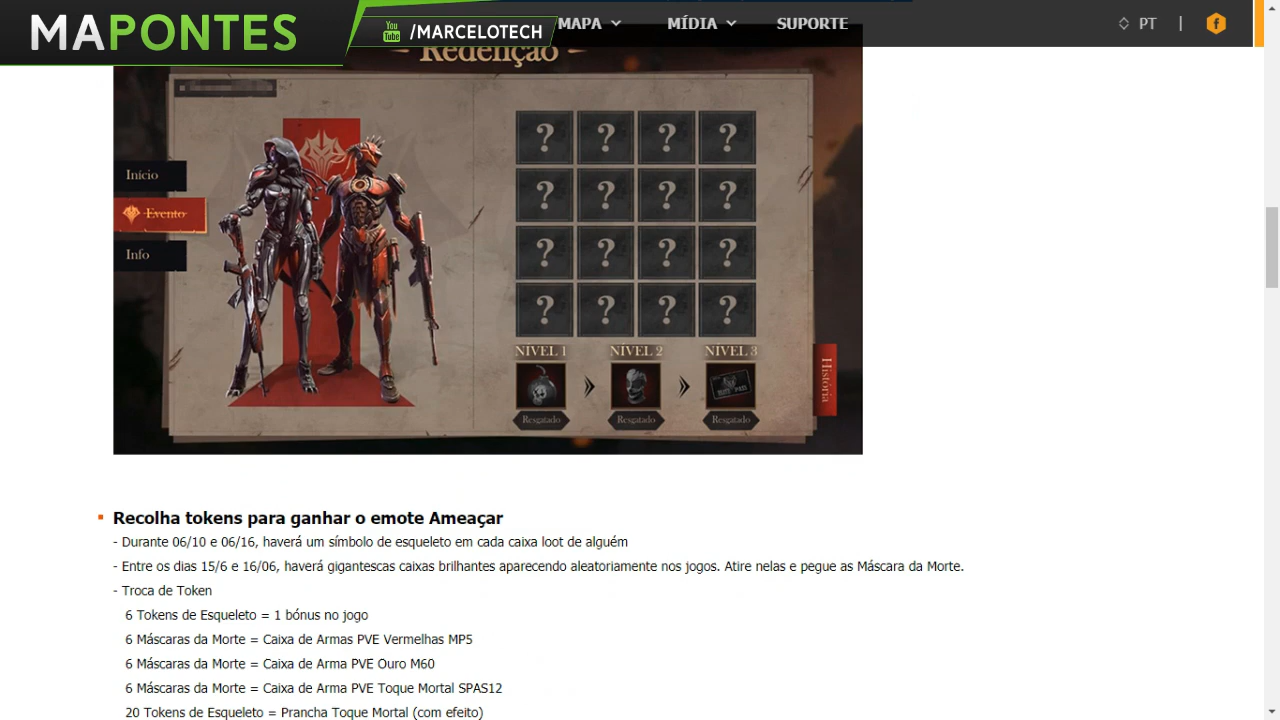 MAPONTES
You Tube /MARCELOTECH
MAPA
MÍDIA
SUPORTE
PT
|
f
Redenção
Início
Evento
Info
? ? ? ?
? ? ? ?
? ? ? ?
? ? ? ?
NÍVEL 1
NÍVEL 2
NÍVEL 3
Resgatado
Resgatado
Resgatado
História
Recolha tokens para ganhar o emote Ameaçar
- Durante 06/10 e 06/16, haverá um símbolo de esqueleto em cada caixa loot de alguém
- Entre os dias 15/6 e 16/06, haverá gigantescas caixas brilhantes aparecendo aleatoriamente nos jogos. Atire nelas e pegue as Máscara da Morte.
- Troca de Token
6 Tokens de Esqueleto = 1 bónus no jogo
6 Máscaras da Morte = Caixa de Armas PVE Vermelhas MP5
6 Máscaras da Morte = Caixa de Arma PVE Ouro M60
6 Máscaras da Morte = Caixa de Arma PVE Toque Mortal SPAS12
20 Tokens de Esqueleto = Prancha Toque Mortal (com efeito)